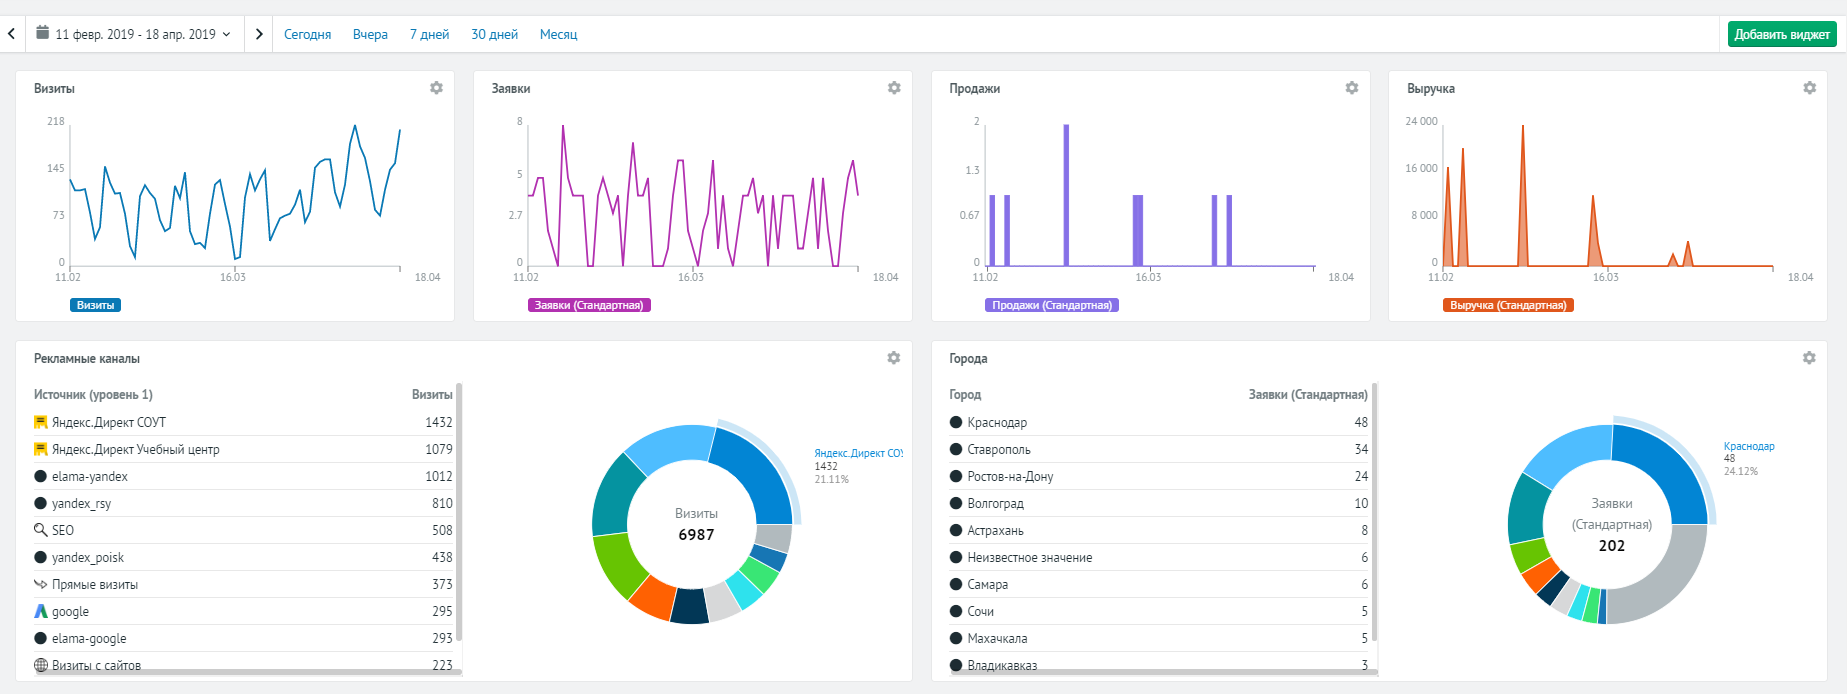 11 февр. 2019 - 18 апр. 2019 Сегодня Вчера 7 дней 30 дней Месяц Добавить виджет
Визиты
218
145
73
0
11.02 16.03 18.04
Визиты
Заявки
8
5
2.7
0
11.02 16.03 18.04
Заявки (Стандартная)
Продажи
2
1.3
0.67
0
11.02 16.03 18.04
Продажи (Стандартная)
Выручка
24 000
16 000
8 000
0
11.02 16.03 18.04
Выручка (Стандартная)
Рекламные каналы
Источник (уровень 1) Визиты
Яндекс.Директ СОУТ 1432
Яндекс.Директ Учебный центр 1079
elama-yandex 1012
yandex_rsy 810
SEO 508
yandex_poisk 438
Прямые визиты 373
google 295
elama-google 293
Визиты с сайтов 223
Визиты
6987
Яндекс.Директ СОУ
1432
21.11%
Города
Город Заявки (Стандартная)
Краснодар 48
Ставрополь 34
Ростов-на-Дону 24
Волгоград 10
Астрахань 8
Неизвестное значение 6
Самара 6
Сочи 5
Махачкала 5
Владикавказ 3
Заявки
(Стандартная)
202
Краснодар
48
24.12%